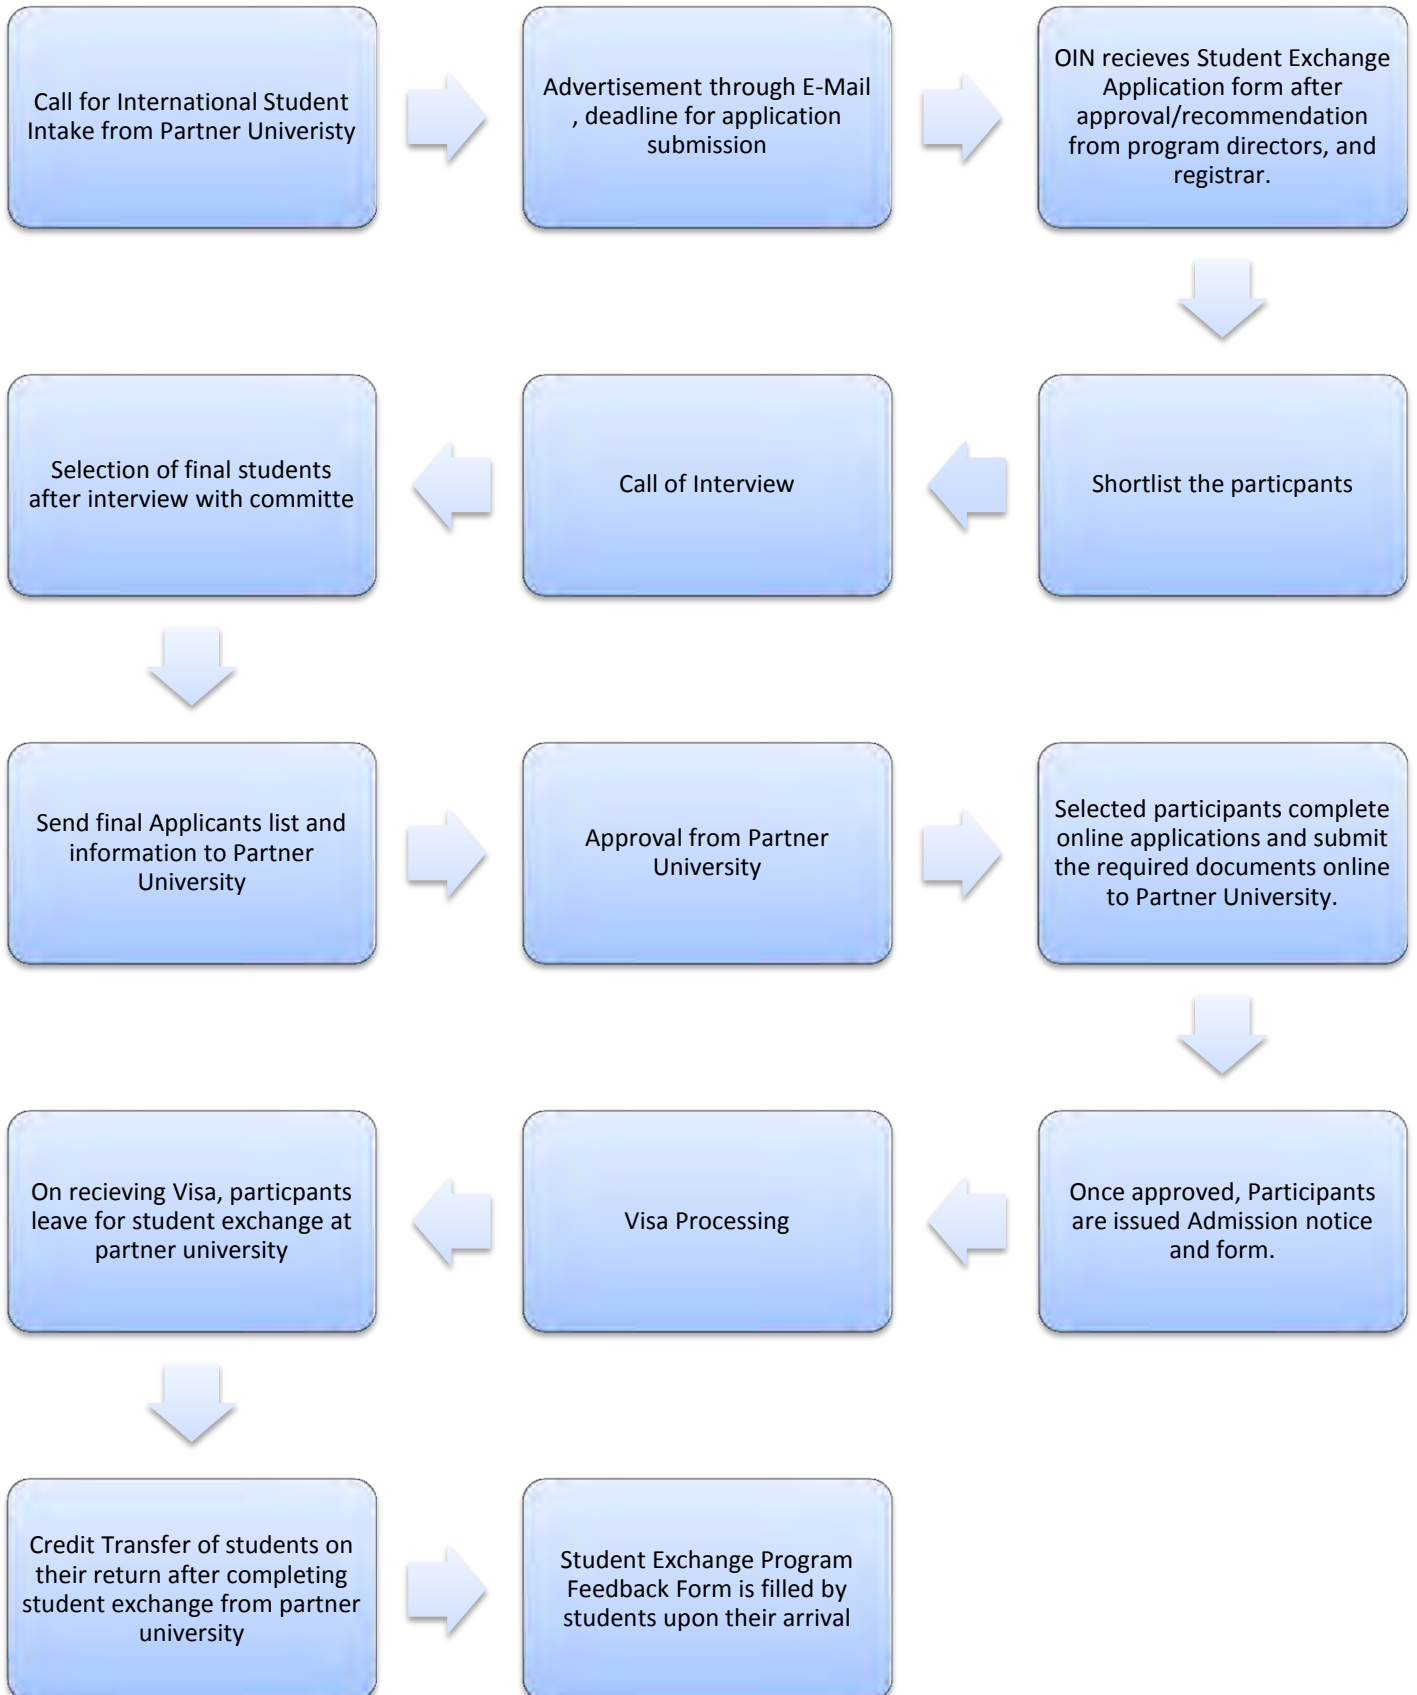 Call for International Student
Intake from Partner Univeristy
Advertisement through E-Mail
, deadline for application
submission
OIN recieves Student Exchange
Application form after
approval/recommendation
from program directors, and
registrar.
Shortlist the particpants
Call of Interview
Selection of final students
after interview with committe
Send final Applicants list and
information to Partner
University
Approval from Partner
University
Selected participants complete
online applications and submit
the required documents online
to Partner University.
Once approved, Participants
are issued Admission notice
and form.
Visa Processing
On recieving Visa, particpants
leave for student exchange at
partner university
Credit Transfer of students on
their return after completing
student exchange from partner
university
Student Exchange Program
Feedback Form is filled by
students upon their arrival